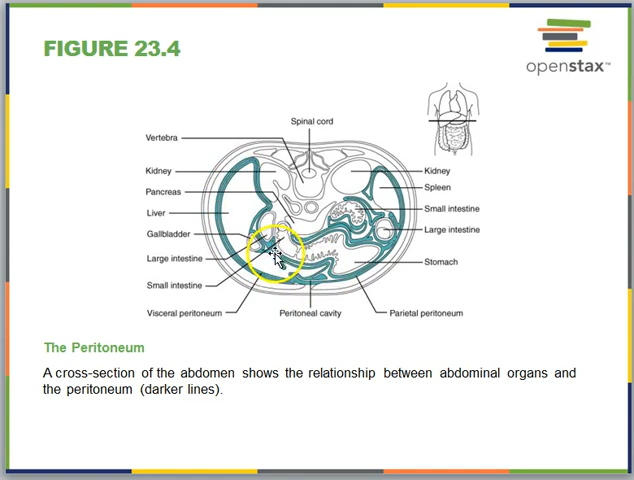 FIGURE 23.4
openstax™
Spinal cord
Vertebra
Kidney
Pancreas
Liver
Gallbladder
Large intestine
Small intestine
Visceral peritoneum
Peritoneal cavity
Parietal peritoneum
Kidney
Spleen
Small intestine
Large intestine
Stomach
The Peritoneum
A cross-section of the abdomen shows the relationship between abdominal organs and
the peritoneum (darker lines).